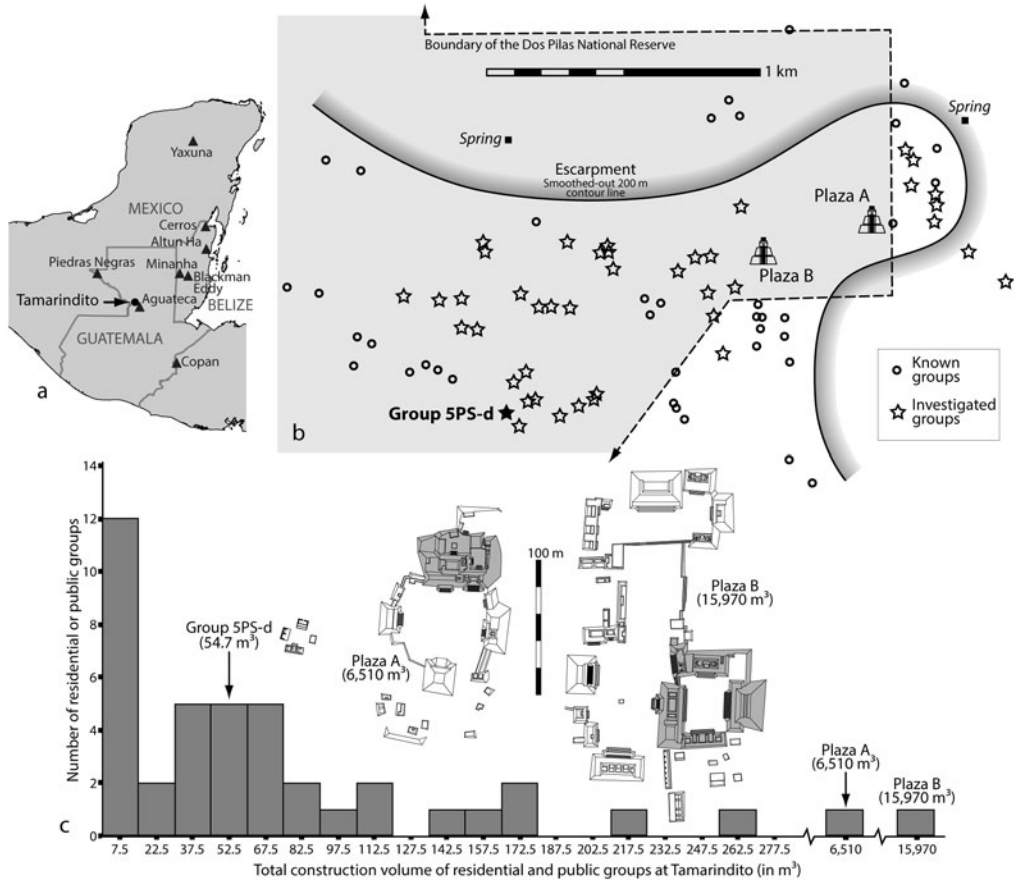 Yaxuna
MEXICO
Cerros
Altun Ha
Piedras Negras
Minanha
Blackman
Eddy
Tamarindito
Aguateca
BELIZE
GUATEMALA
Copan
a
Boundary of the Dos Pilas National Reserve
1 km
Spring
Spring
Escarpment
Smoothed-out 200 m
contour line
Plaza A
Plaza B
Group 5PS-d
b
Known
groups
Investigated
groups
14
12
10
8
6
4
2
0
Number of residential or public groups
Group 5PS-d
(54.7 m³)
Plaza A
(6,510 m³)
100 m
Plaza B
(15,970 m³)
Plaza A
(6,510 m³)
Plaza B
(15,970 m³)
c
7.5 22.5 37.5 52.5 67.5 82.5 97.5 112.5 127.5 142.5 157.5 172.5 187.5 202.5 217.5 232.5 247.5 262.5 277.5 6,510 15,970
Total construction volume of residential and public groups at Tamarindito (in m³)